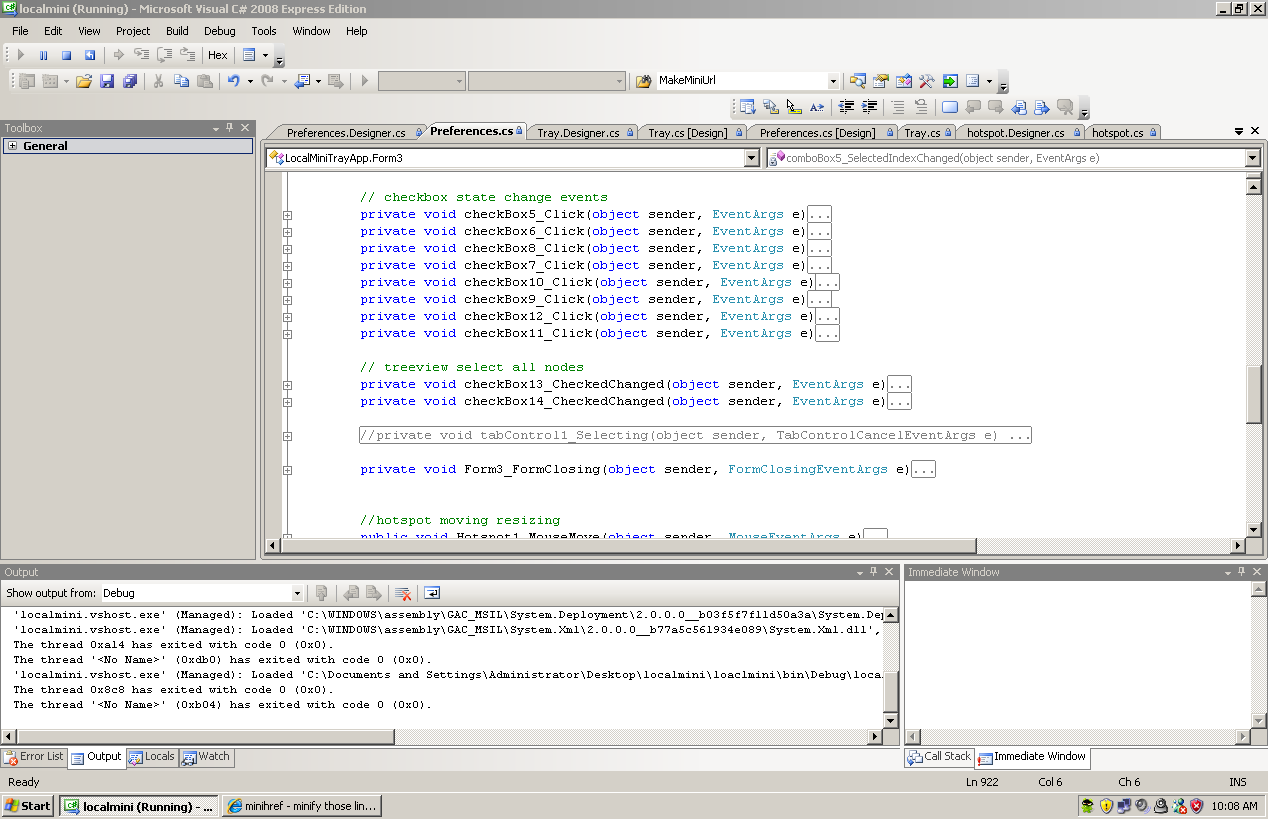 localmini (Running) - Microsoft Visual C# 2008 Express Edition
File Edit View Project Build Debug Tools Window Help
Hex
MakeMiniUrl
Toolbox
General
Preferences.Designer.cs Preferences.cs Tray.Designer.cs Tray.cs [Design] Preferences.cs [Design] Tray.cs hotspot.Designer.cs hotspot.cs
LocalMiniTrayApp.Form3 comboBox5_SelectedIndexChanged(object sender, EventArgs e)
// checkbox state change events
private void checkBox5_Click(object sender, EventArgs e)...
private void checkBox6_Click(object sender, EventArgs e)...
private void checkBox8_Click(object sender, EventArgs e)...
private void checkBox7_Click(object sender, EventArgs e)...
private void checkBox10_Click(object sender, EventArgs e)...
private void checkBox9_Click(object sender, EventArgs e)...
private void checkBox12_Click(object sender, EventArgs e)...
private void checkBox11_Click(object sender, EventArgs e)...
// treeview select all nodes
private void checkBox13_CheckedChanged(object sender, EventArgs e)...
private void checkBox14_CheckedChanged(object sender, EventArgs e)...
//private void tabControl1_Selecting(object sender, TabControlCancelEventArgs e) ...
private void Form3_FormClosing(object sender, FormClosingEventArgs e)...
//hotspot moving resizing
public void Hotspot1_MouseMove(object sender, MouseEventArgs e)
Output
Show output from: Debug
'localmini.vshost.exe' (Managed): Loaded 'C:\WINDOWS\assembly\GAC_MSIL\System.Deployment\2.0.0.0__b03f5f7f11d50a3a\System.De
'localmini.vshost.exe' (Managed): Loaded 'C:\WINDOWS\assembly\GAC_MSIL\System.Xml\2.0.0.0__b77a5c561934e089\System.Xml.dll',
The thread 0xa14 has exited with code 0 (0x0).
The thread '<No Name>' (0xdb0) has exited with code 0 (0x0).
'localmini.vshost.exe' (Managed): Loaded 'C:\Documents and Settings\Administrator\Desktop\localmini\loaclmini\bin\Debug\loca
The thread 0x8c8 has exited with code 0 (0x0).
The thread '<No Name>' (0xb04) has exited with code 0 (0x0).
Immediate Window
Error List Output Locals Watch
Call Stack Immediate Window
Ready Ln 922 Col 6 Ch 6 INS
Start localmini (Running) - ... minihref - minify those lin... 10:08 AM